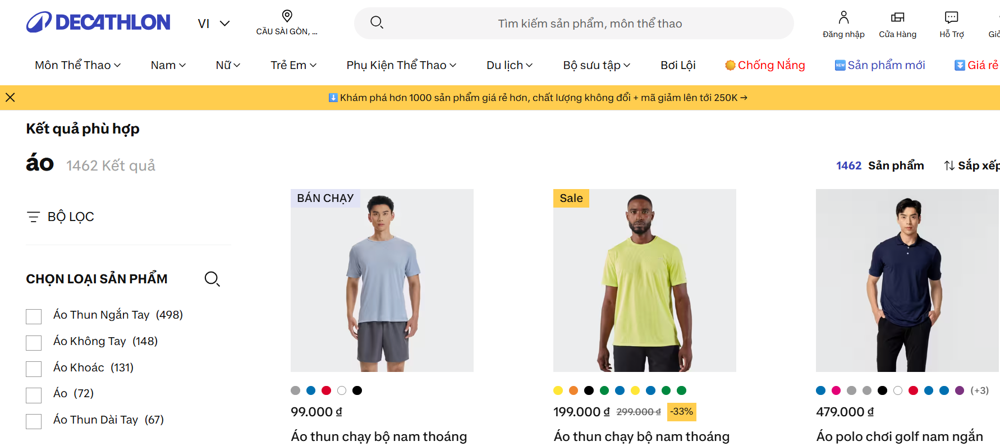 DECATHLON
VI
CẦU SÀI GÒN, ...
Tìm kiếm sản phẩm, môn thể thao
Đăng nhập
Cửa Hàng
Hỗ Trợ
Môn Thể Thao
Nam
Nữ
Trẻ Em
Phụ Kiện Thể Thao
Du lịch
Bộ sưu tập
Bơi Lội
Chống Nắng
NEW Sản phẩm mới
Giá rẻ
Khám phá hơn 1000 sản phẩm giá rẻ hơn, chất lượng không đổi + mã giảm lên tới 250K →
Kết quả phù hợp
áo 1462 Kết quả
1462 Sản phẩm
Sắp xếp
BỘ LỌC
CHỌN LOẠI SẢN PHẨM
Áo Thun Ngắn Tay (498)
Áo Không Tay (148)
Áo Khoác (131)
Áo (72)
Áo Thun Dài Tay (67)
BÁN CHẠY
99.000 ₫
Áo thun chạy bộ nam thoáng
Sale
199.000 ₫ 299.000 ₫ -33%
Áo thun chạy bộ nam thoáng
(+3)
479.000 ₫
Áo polo chơi golf nam ngắn